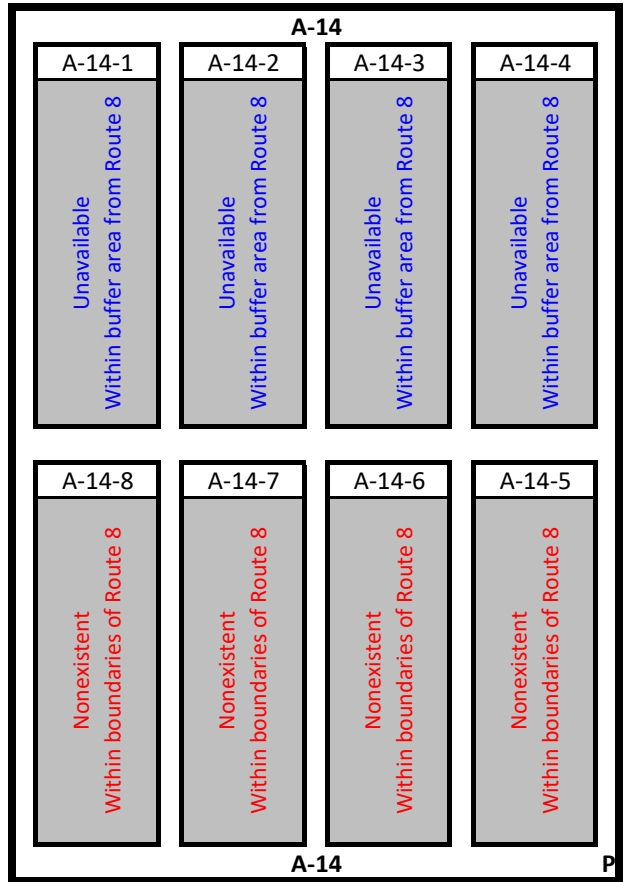 A-14
A-14-1
Unavailable
Within buffer area from Route 8
A-14-2
Unavailable
Within buffer area from Route 8
A-14-3
Unavailable
Within buffer area from Route 8
A-14-4
Unavailable
Within buffer area from Route 8
A-14-8
Nonexistent
Within boundaries of Route 8
A-14-7
Nonexistent
Within boundaries of Route 8
A-14-6
Nonexistent
Within boundaries of Route 8
A-14-5
Nonexistent
Within boundaries of Route 8
A-14
P